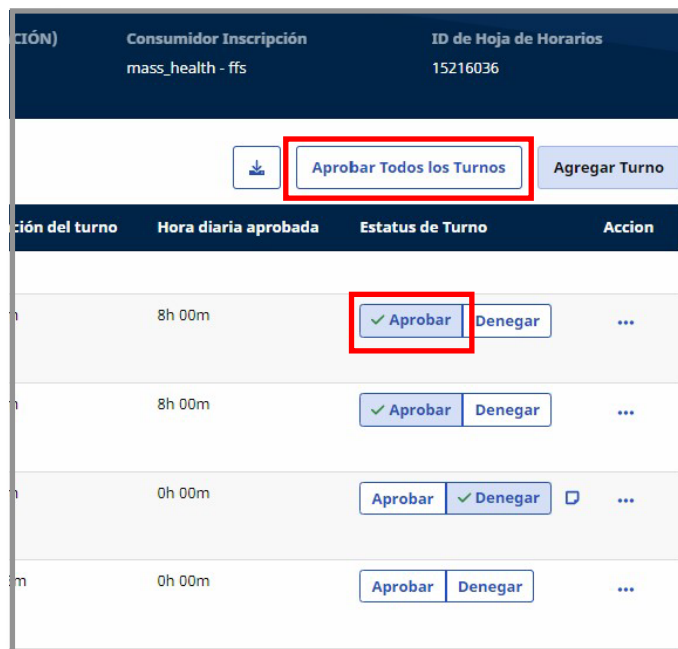 CIÓN) Consumidor Inscripción ID de Hoja de Horarios
mass_health - ffs 15216036
Aprobar Todos los Turnos Agregar Turno
ción del turno Hora diaria aprobada Estatus de Turno Accion
8h 00m Aprobar Denegar
8h 00m Aprobar Denegar
0h 00m Aprobar Denegar
m 0h 00m Aprobar Denegar